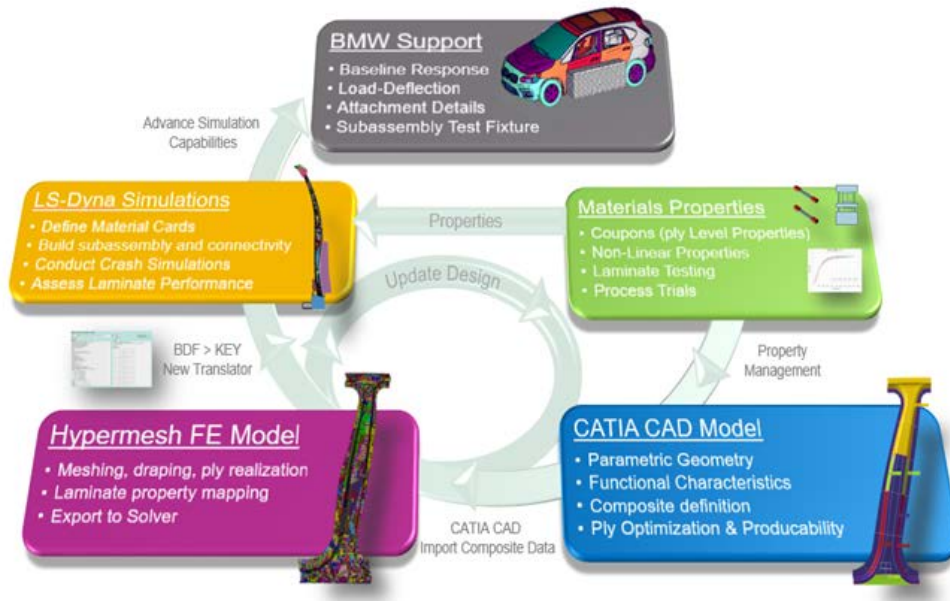 BMW Support
• Baseline Response
• Load-Deflection
• Attachment Details
• Subassembly Test Fixture
Advance Simulation
Capabilities
LS-Dyna Simulations
• Define Material Cards
• Build subassembly and connectivity
• Conduct Crash Simulations
• Assess Laminate Performance
Properties
Materials Properties
• Coupons (ply Level Properties)
• Non-Linear Properties
• Laminate Testing
• Process Trials
Update Design
BDF > KEY
New Translator
Property
Management
Hypermesh FE Model
• Meshing, draping, ply realization
• Laminate property mapping
• Export to Solver
CATIA CAD
Import Composite Data
CATIA CAD Model
• Parametric Geometry
• Functional Characteristics
• Composite definition
• Ply Optimization & Producability